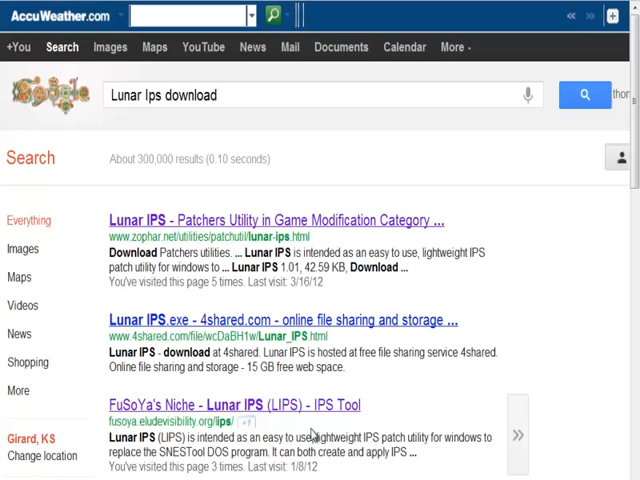 AccuWeather.com
+You Search Images Maps YouTube News Mail Documents Calendar More
Google
Lunar Ips download
Search
About 300,000 results (0.10 seconds)
Everything
Images
Maps
Videos
News
Shopping
More
Girard, KS
Change location
Lunar IPS - Patchers Utility in Game Modification Category ...
www.zophar.net/utilities/patchutil/lunar-ips.html
Download Patchers utilities. ... Lunar IPS is intended as an easy to use, lightweight IPS
patch utility for windows to ... Lunar IPS 1.01, 42.59 KB, Download ...
You've visited this page 5 times. Last visit: 3/16/12
Lunar IPS.exe - 4shared.com - online file sharing and storage ...
www.4shared.com/file/wcDaBH1w/Lunar_IPS.html
Lunar IPS - download at 4shared. Lunar IPS is hosted at free file sharing service 4shared.
Online file sharing and storage - 15 GB free web space.
FuSoYa's Niche - Lunar IPS (LIPS) - IPS Tool
fusoya.eludevisibility.org/lips/ +1
Lunar IPS (LIPS) is intended as an easy to use, lightweight IPS patch utility for windows to
replace the SNESTool DOS program. It can both create and apply IPS ...
You've visited this page 3 times. Last visit: 1/8/12